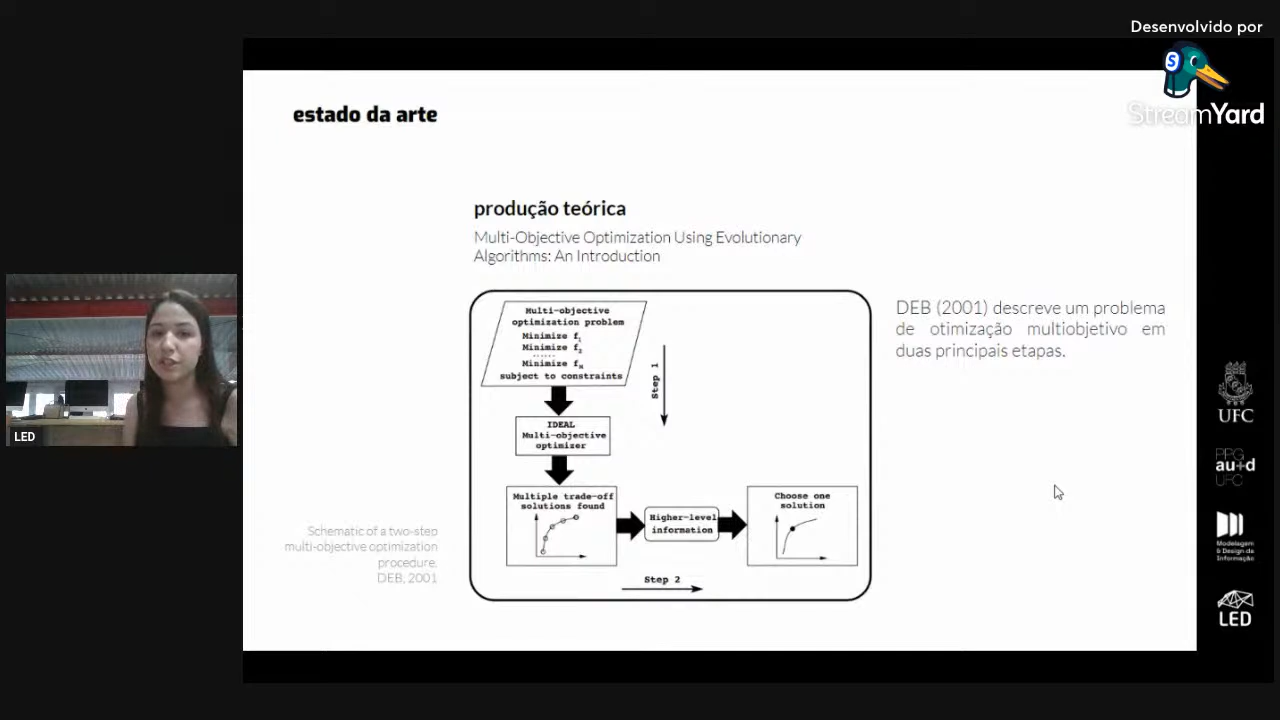 Desenvolvido por
StreamYard
estado da arte
produção teórica
Multi-Objective Optimization Using Evolutionary
Algorithms: An Introduction
Multi-objective
optimization problem
Minimize f1
Minimize f2
......
Minimize fM
subject to constraints
Step 1
IDEAL
Multi-objective
optimizer
Multiple trade-off
solutions found
Higher-level
information
Choose one
solution
Step 2
DEB (2001) descreve um problema
de otimização multiobjetivo em
duas principais etapas.
Schematic of a two-step
multi-objective optimization
procedure.
DEB, 2001
LED
UFC
PPG
au+d
UFC
Modelagem
& Design da
Informação
LED